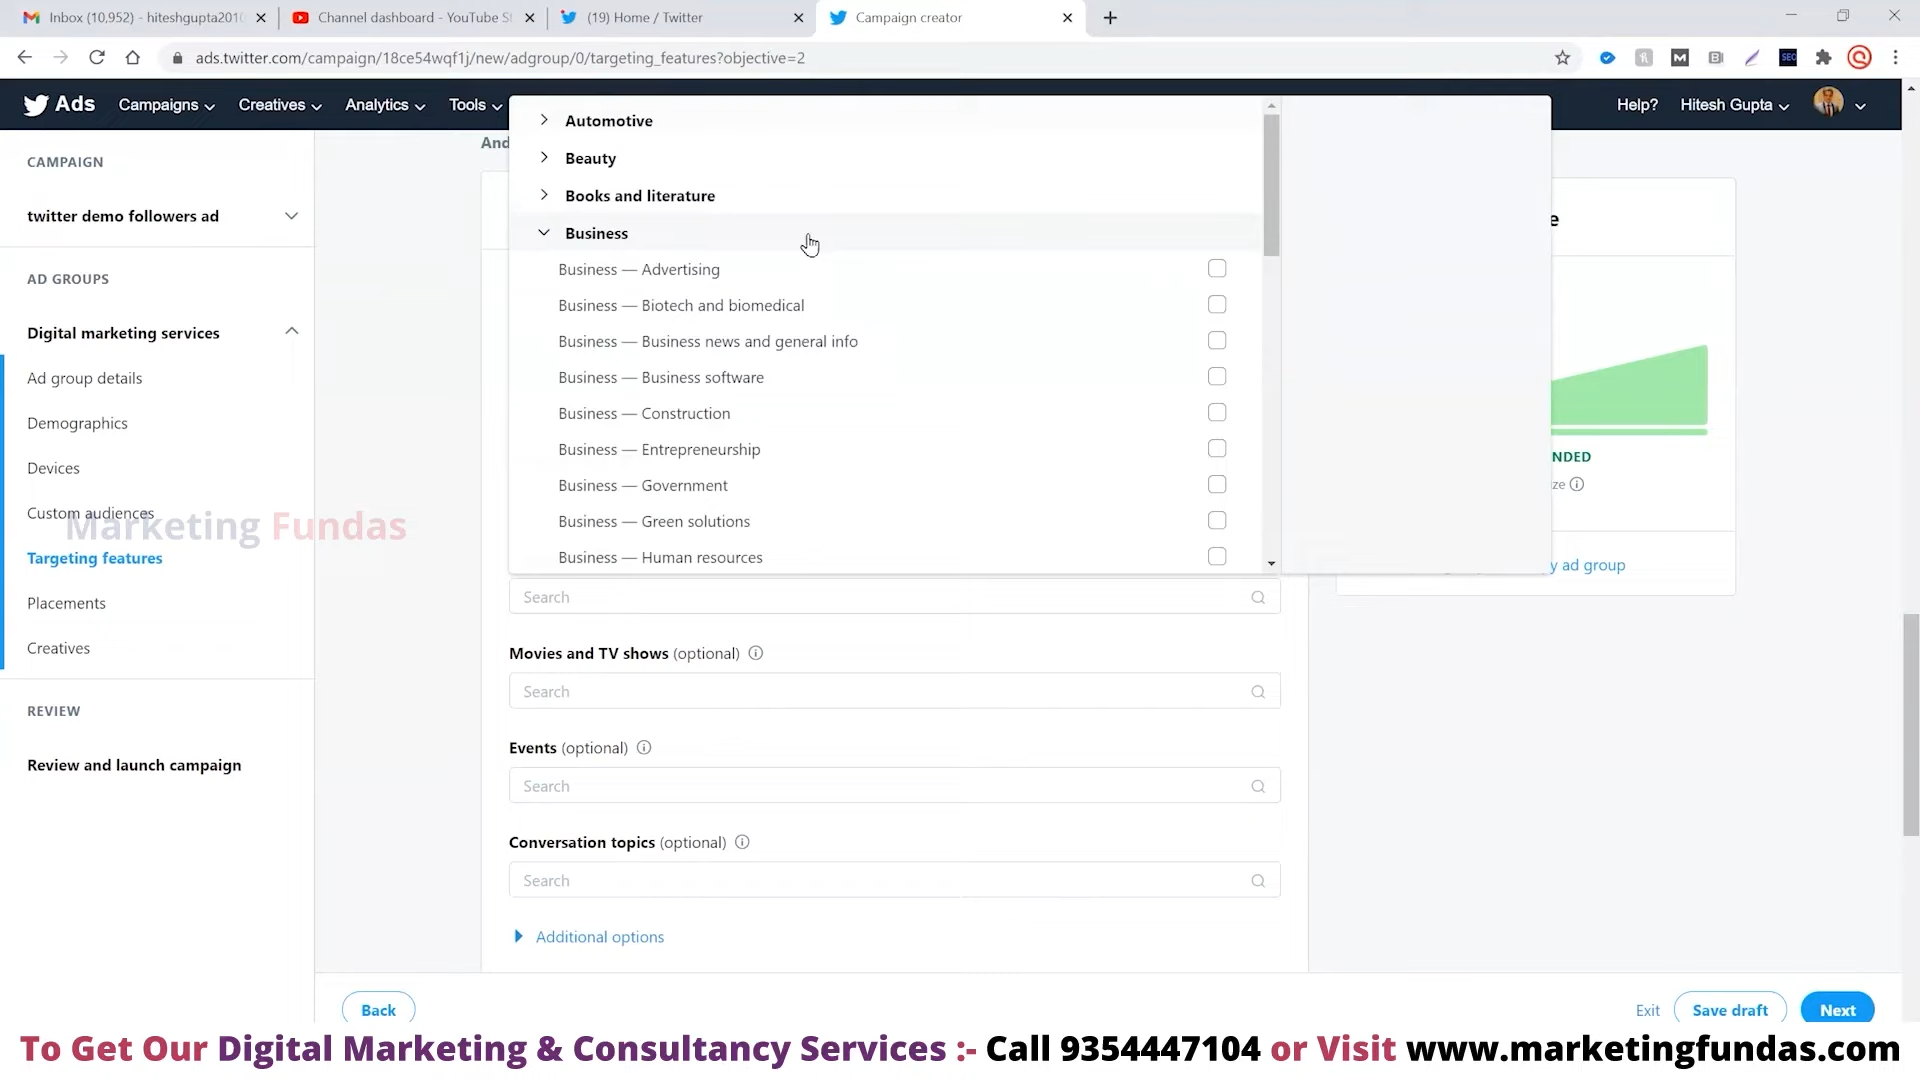 Inbox (10,952) - hiteshgupta2010
Channel dashboard - YouTube St
(19) Home / Twitter
Campaign creator
ads.twitter.com/campaign/18ce54wqf1j/new/adgroup/0/targeting_features?objective=2
Ads
Campaigns
Creatives
Analytics
Tools
Help?
Hitesh Gupta
CAMPAIGN
twitter demo followers ad
AD GROUPS
Digital marketing services
Ad group details
Demographics
Devices
Custom audiences
Targeting features
Placements
Creatives
REVIEW
Review and launch campaign
Marketing Fundas
And
Automotive
Beauty
Books and literature
Business
Business — Advertising
Business — Biotech and biomedical
Business — Business news and general info
Business — Business software
Business — Construction
Business — Entrepreneurship
Business — Government
Business — Green solutions
Business — Human resources
Search
Movies and TV shows (optional)
Search
Events (optional)
Search
Conversation topics (optional)
Search
Additional options
e
NDED
ze
y ad group
Back
Exit
Save draft
Next
To Get Our Digital Marketing & Consultancy Services :- Call 9354447104 or Visit www.marketingfundas.com